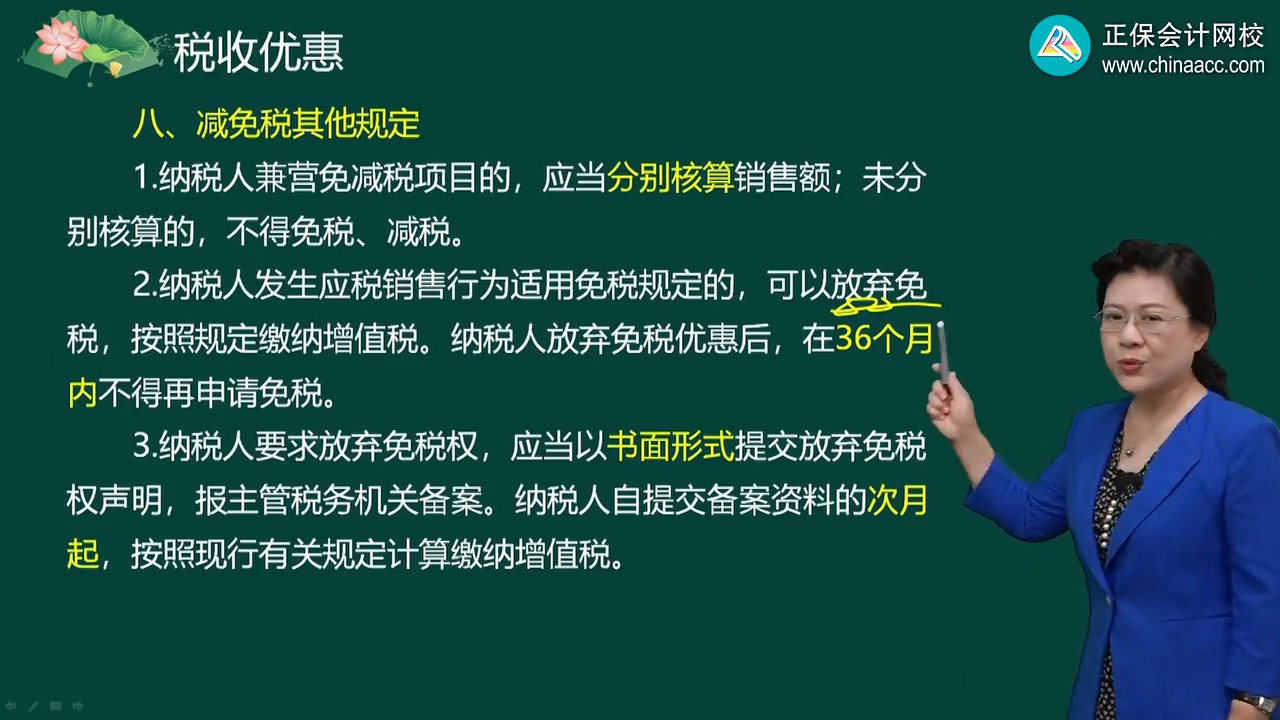 税收优惠
正保会计网校
www.chinaacc.com
八、减免税其他规定
1.纳税人兼营免减税项目的，应当分别核算销售额；未分
别核算的，不得免税、减税。
2.纳税人发生应税销售行为适用免税规定的，可以放弃免
税，按照规定缴纳增值税。纳税人放弃免税优惠后，在36个月
内不得再申请免税。
3.纳税人要求放弃免税权，应当以书面形式提交放弃免税
权声明，报主管税务机关备案。纳税人自提交备案资料的次月
起，按照现行有关规定计算缴纳增值税。